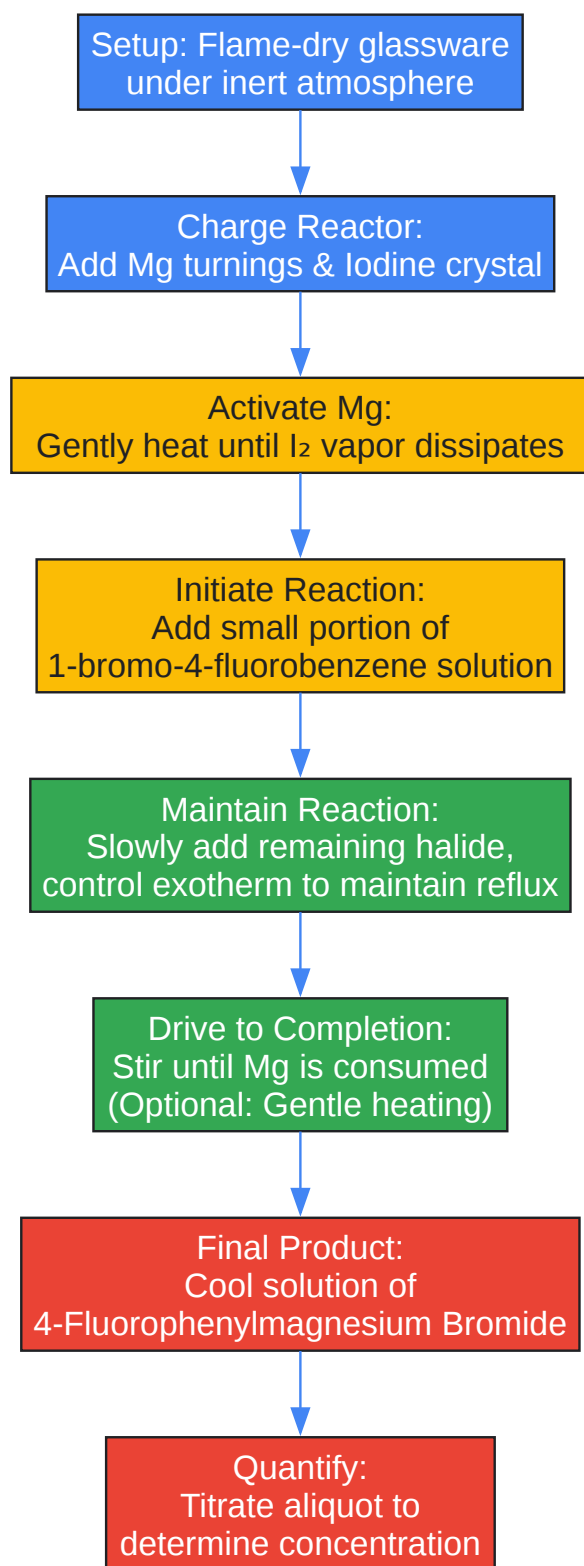 Setup: Flame-dry glassware
under inert atmosphere
Charge Reactor:
Add Mg turnings & Iodine crystal
Activate Mg:
Gently heat until I₂ vapor dissipates
Initiate Reaction:
Add small portion of
1-bromo-4-fluorobenzene solution
Maintain Reaction:
Slowly add remaining halide,
control exotherm to maintain reflux
Drive to Completion:
Stir until Mg is consumed
(Optional: Gentle heating)
Final Product:
Cool solution of
4-Fluorophenylmagnesium Bromide
Quantify:
Titrate aliquot to
determine concentration